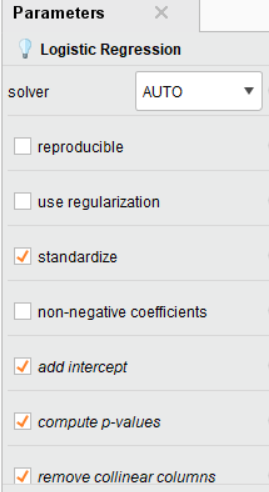 Parameters
Logistic Regression
solver AUTO
reproducible
use regularization
standardize
non-negative coefficients
add intercept
compute p-values
remove collinear columns